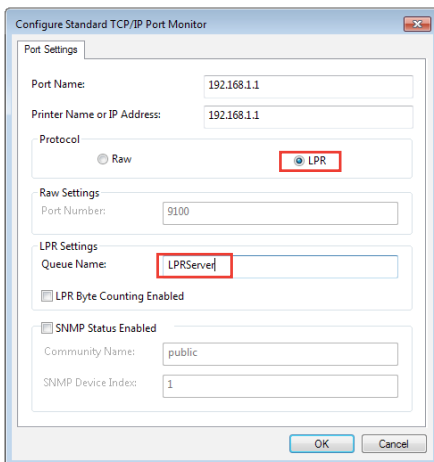 Configure Standard TCP/IP Port Monitor
Port Settings
Port Name: 192.168.1.1
Printer Name or IP Address: 192.168.1.1
Protocol
Raw LPR
Raw Settings
Port Number: 9100
LPR Settings
Queue Name: LPRServer
LPR Byte Counting Enabled
SNMP Status Enabled
Community Name: public
SNMP Device Index: 1
OK Cancel